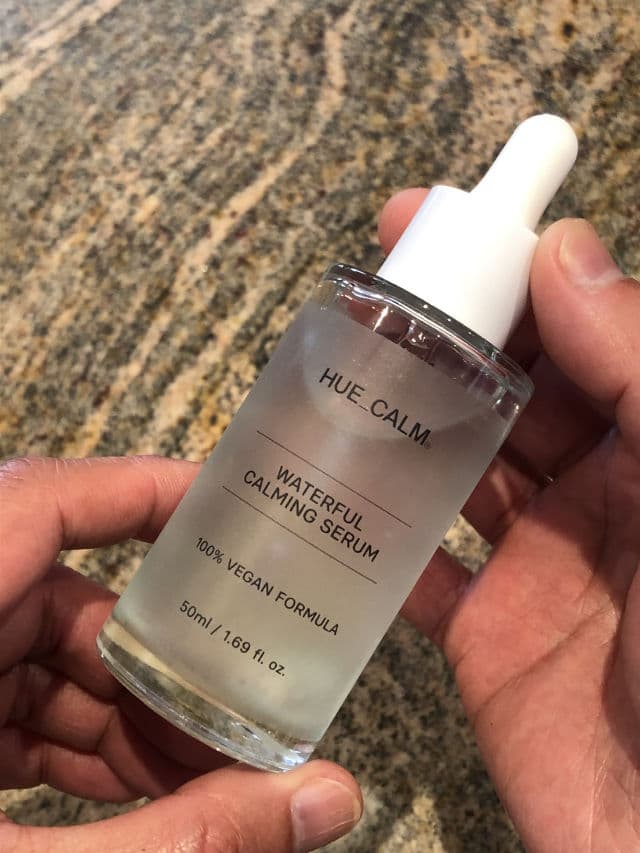 HUE_CALM®
WATERFUL
CALMING SERUM
100% VEGAN FORMULA
50ml / 1.69 fl. oz.